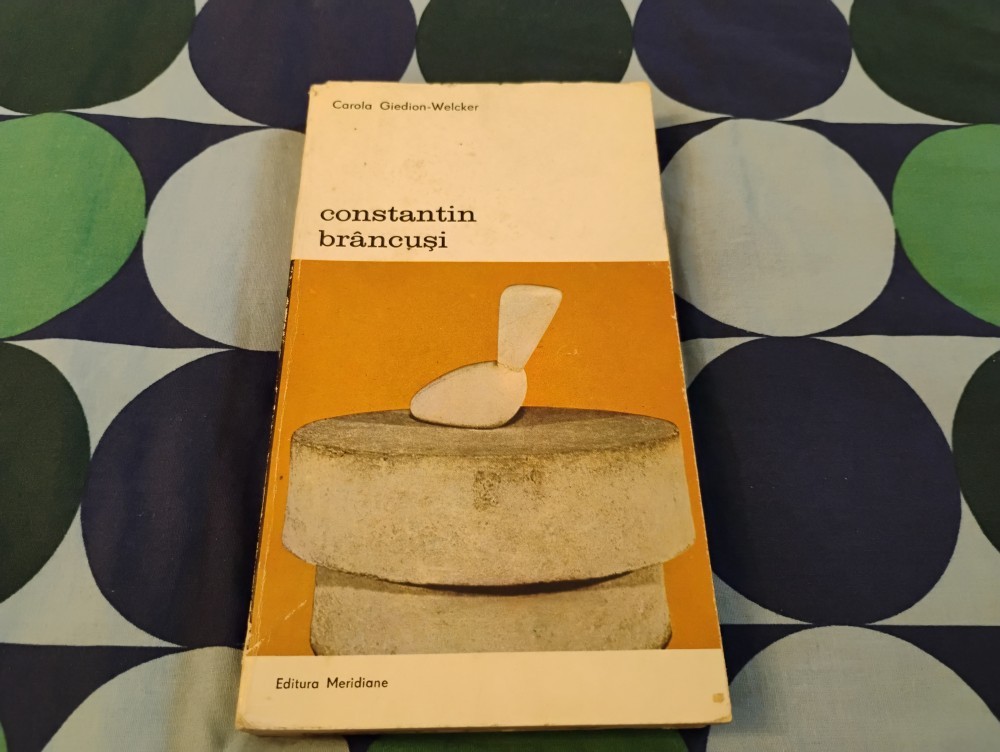 Carola Giedion-Welcker
constantin
brâncuşi
Editura Meridiane